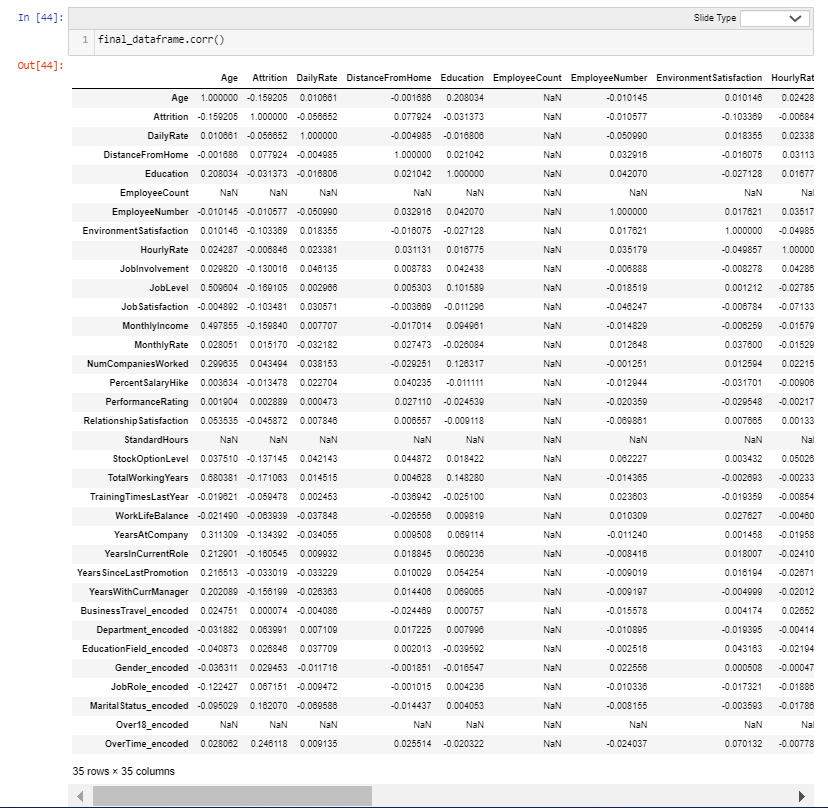 In [44]:
Slide Type
1 final_dataframe.corr()
Out[44]:
Age Attrition DailyRate DistanceFromHome Education EmployeeCount EmployeeNumber EnvironmentSatisfaction HourlyRat
Age 1.000000 -0.159205 0.010661 -0.001686 0.208034 NaN -0.010145 0.010146 0.02428
Attrition -0.159205 1.000000 -0.056652 0.077924 -0.031373 NaN -0.010577 -0.103369 -0.00684
DailyRate 0.010661 -0.056652 1.000000 -0.004985 -0.016806 NaN -0.050990 0.018355 0.02338
DistanceFromHome -0.001686 0.077924 -0.004985 1.000000 0.021042 NaN 0.032916 -0.016075 0.03113
Education 0.208034 -0.031373 -0.016806 0.021042 1.000000 NaN 0.042070 -0.027128 0.01677
EmployeeCount NaN NaN NaN NaN NaN NaN NaN NaN Na
EmployeeNumber -0.010145 -0.010577 -0.050990 0.032916 0.042070 NaN 1.000000 0.017621 0.03517
EnvironmentSatisfaction 0.010146 -0.103369 0.018355 -0.016075 -0.027128 NaN 0.017621 1.000000 -0.04985
HourlyRate 0.024287 -0.006846 0.023381 0.031131 0.016775 NaN 0.035179 -0.049857 1.00000
JobInvolvement 0.029820 -0.130016 0.046135 0.008783 0.042438 NaN -0.006888 -0.008278 0.04286
JobLevel 0.509604 -0.169105 0.002966 0.005303 0.101589 NaN -0.018519 0.001212 -0.02785
JobSatisfaction -0.004892 -0.103481 0.030571 -0.003669 -0.011296 NaN -0.046247 -0.006784 -0.07133
MonthlyIncome 0.497855 -0.159840 0.007707 -0.017014 0.094961 NaN -0.014829 -0.006259 -0.01579
MonthlyRate 0.028051 0.015170 -0.032182 0.027473 -0.026084 NaN 0.012648 0.037600 -0.01529
NumCompaniesWorked 0.299635 0.043494 0.038153 -0.029251 0.126317 NaN -0.001251 0.012594 0.02215
PercentSalaryHike 0.003634 -0.013478 0.022704 0.040235 -0.011111 NaN -0.012944 -0.031701 -0.00906
PerformanceRating 0.001904 0.002889 0.000473 0.027110 -0.024539 NaN -0.020359 -0.029548 -0.00217
RelationshipSatisfaction 0.053535 -0.045872 0.007846 0.006557 -0.009118 NaN -0.069861 0.007665 0.00133
StandardHours NaN NaN NaN NaN NaN NaN NaN NaN Na
StockOptionLevel 0.037510 -0.137145 0.042143 0.044872 0.018422 NaN 0.062227 0.003432 0.05026
TotalWorkingYears 0.680381 -0.171063 0.014515 0.004628 0.148280 NaN -0.014365 -0.002693 -0.00233
TrainingTimesLastYear -0.019621 -0.059478 0.002453 -0.036942 -0.025100 NaN 0.023603 -0.019359 -0.00854
WorkLifeBalance -0.021490 -0.063939 -0.037848 -0.026556 0.009819 NaN 0.010309 0.027627 -0.00460
YearsAtCompany 0.311309 -0.134392 -0.034055 0.009508 0.069114 NaN -0.011240 0.001458 -0.01958
YearsInCurrentRole 0.212901 -0.160545 0.009932 0.018845 0.060236 NaN -0.008416 0.018007 -0.02410
YearsSinceLastPromotion 0.216513 -0.033019 -0.033229 0.010029 0.054254 NaN -0.009019 0.016194 -0.02671
YearsWithCurrManager 0.202089 -0.156199 -0.026363 0.014406 0.069065 NaN -0.009197 -0.004999 -0.02012
BusinessTravel_encoded 0.024751 0.000074 -0.004086 -0.024469 0.000757 NaN -0.015578 0.004174 0.02652
Department_encoded -0.031882 0.063991 0.007109 0.017225 0.007996 NaN -0.010895 -0.019395 -0.00414
EducationField_encoded -0.040873 0.026846 0.037709 0.002013 -0.039592 NaN -0.002516 0.043163 -0.02194
Gender_encoded -0.036311 0.029453 -0.011716 -0.001851 -0.016547 NaN 0.022556 0.000508 -0.00047
JobRole_encoded -0.122427 0.067151 -0.009472 -0.001015 0.004236 NaN -0.010336 -0.017321 -0.01886
MaritalStatus_encoded -0.095029 0.162070 -0.069586 -0.014437 0.004053 NaN -0.008155 -0.003593 -0.01786
Over18_encoded NaN NaN NaN NaN NaN NaN NaN NaN Na
OverTime_encoded 0.028062 0.246118 0.009135 0.025514 -0.020322 NaN -0.024037 0.070132 -0.00778
35 rows × 35 columns